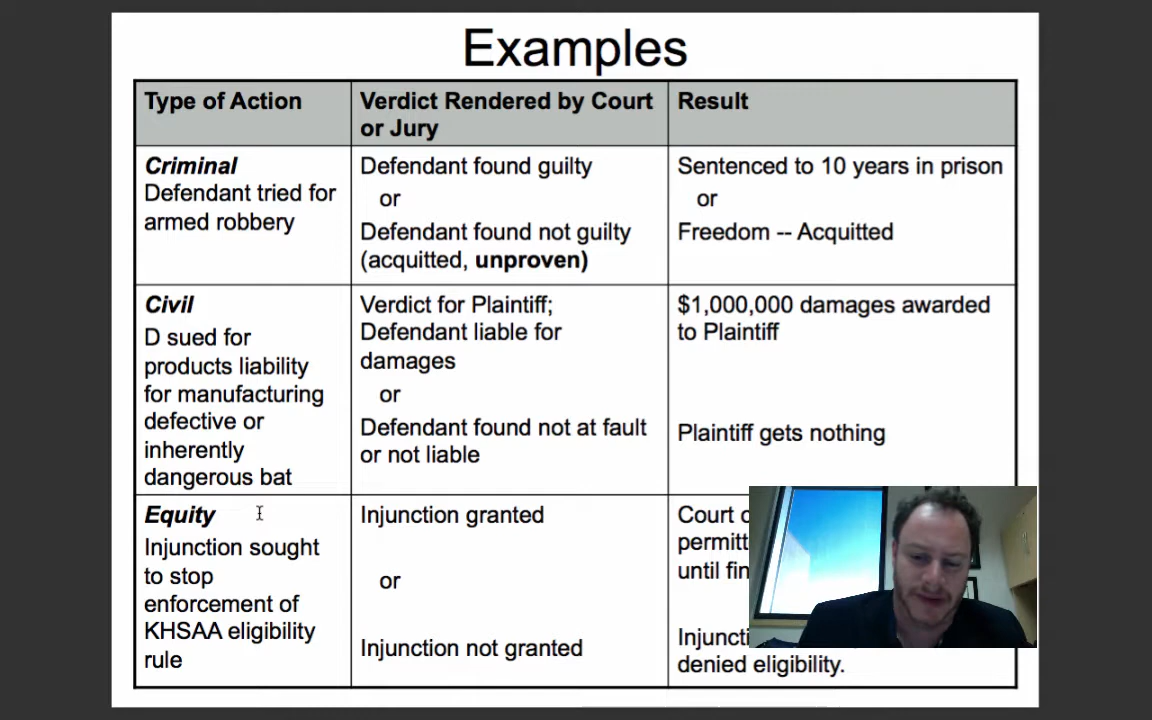 Examples
Type of Action
Verdict Rendered by Court
or Jury
Result
Criminal
Defendant tried for
armed robbery
Defendant found guilty
or
Defendant found not guilty
(acquitted, unproven)
Sentenced to 10 years in prison
or
Freedom -- Acquitted
Civil
D sued for
products liability
for manufacturing
defective or
inherently
dangerous bat
Verdict for Plaintiff;
Defendant liable for
damages
or
Defendant found not at fault
or not liable
$1,000,000 damages awarded
to Plaintiff
Plaintiff gets nothing
Equity
Injunction sought
to stop
enforcement of
KHSAA eligibility
rule
Injunction granted
or
Injunction not granted
Court
until
denied eligibility.